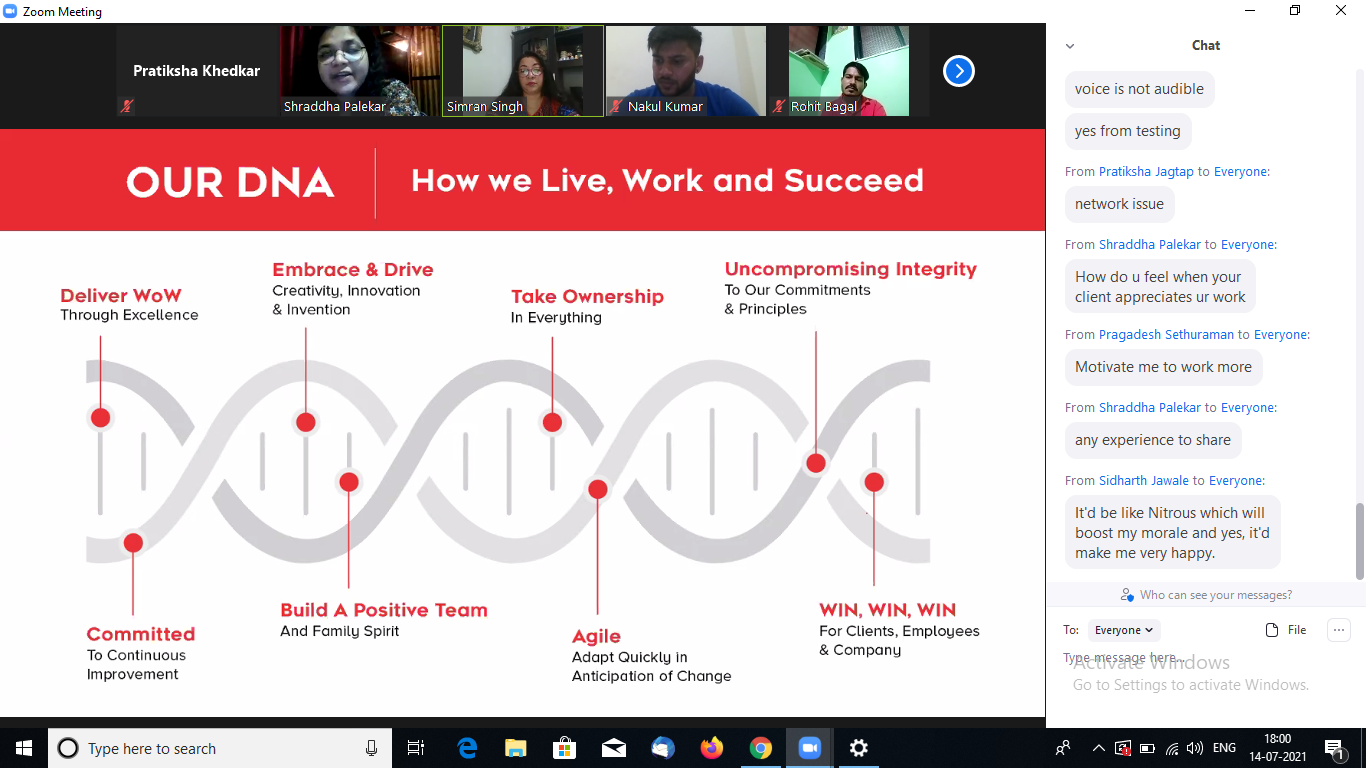 Zoom Meeting
Pratiksha Khedkar
Shraddha Palekar
Simran Singh
Nakul Kumar
Rohit Bagal
OUR DNA
How we Live, Work and Succeed
Deliver WoW
Through Excellence
Embrace & Drive
Creativity, Innovation
& Invention
Take Ownership
In Everything
Uncompromising Integrity
To Our Commitments
& Principles
Committed
To Continuous
Improvement
Build A Positive Team
And Family Spirit
Agile
Adapt Quickly in
Anticipation of Change
WIN, WIN, WIN
For Clients, Employees
& Company
Chat
voice is not audible
yes from testing
From Pratiksha Jagtap to Everyone:
network issue
From Shraddha Palekar to Everyone:
How do u feel when your
client appreciates ur work
From Pragadesh Sethuraman to Everyone:
Motivate me to work more
From Shraddha Palekar to Everyone:
any experience to share
From Sidharth Jawale to Everyone:
It'd be like Nitrous which will
boost my morale and yes, it'd
make me very happy.
Who can see your messages?
To: Everyone File
Type message here...
Activate Windows
Go to Settings to activate Windows.
Type here to search
ENG
18:00
14-07-2021
1